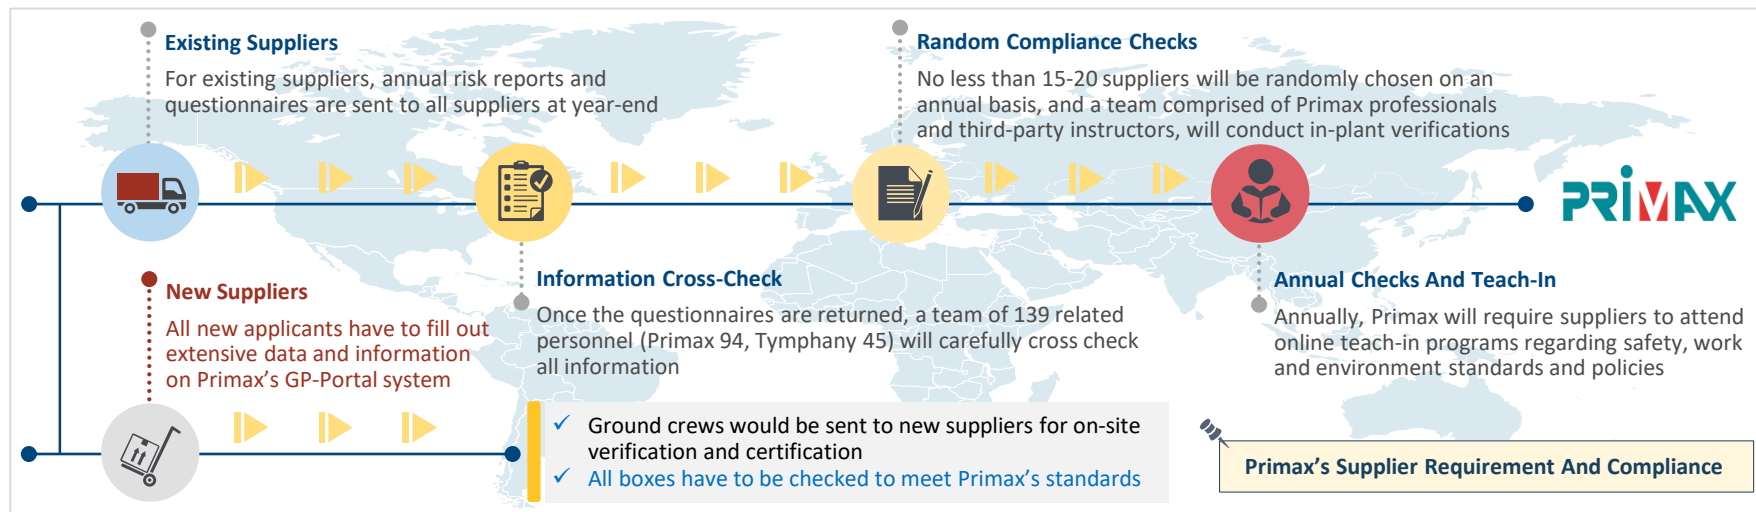 Existing Suppliers
For existing suppliers, annual risk reports and
questionnaires are sent to all suppliers at year-end
Random Compliance Checks
No less than 15-20 suppliers will be randomly chosen on an
annual basis, and a team comprised of Primax professionals
and third-party instructors, will conduct in-plant verifications
PRIMAX
New Suppliers
All new applicants have to fill out
extensive data and information
on Primax’s GP-Portal system
Information Cross-Check
Once the questionnaires are returned, a team of 139 related
personnel (Primax 94, Tymphany 45) will carefully cross check
all information
Annual Checks And Teach-In
Annually, Primax will require suppliers to attend
online teach-in programs regarding safety, work
and environment standards and policies
✓ Ground crews would be sent to new suppliers for on-site
verification and certification
✓ All boxes have to be checked to meet Primax’s standards
Primax’s Supplier Requirement And Compliance